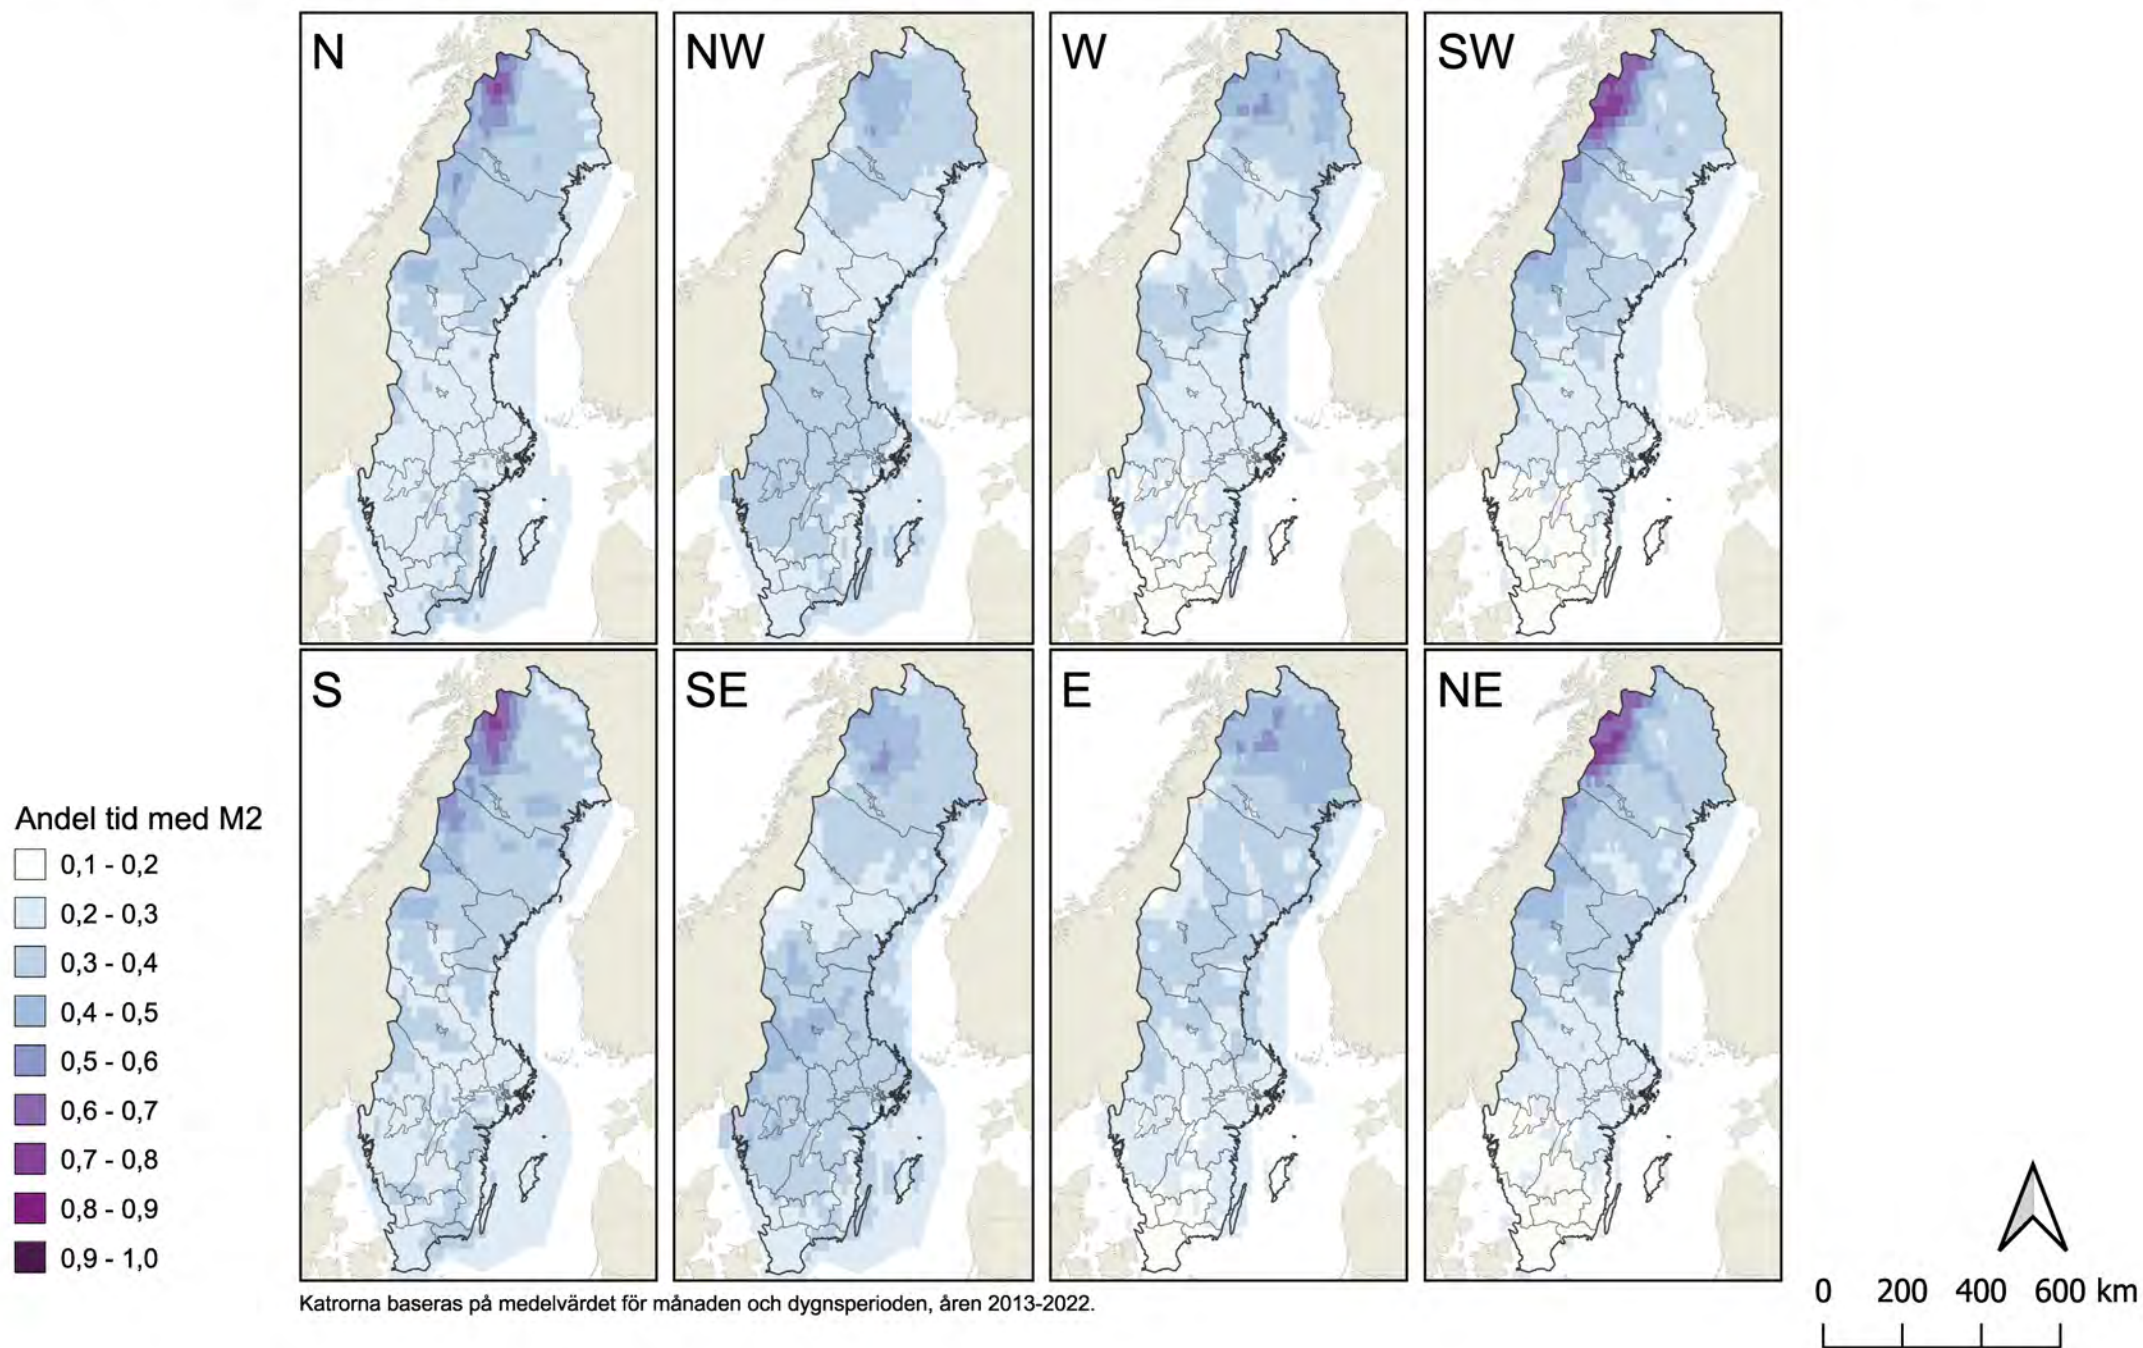 N
NW
W
SW
S
SE
E
NE
Andel tid med M2
0,1 - 0,2
0,2 - 0,3
0,3 - 0,4
0,4 - 0,5
0,5 - 0,6
0,6 - 0,7
0,7 - 0,8
0,8 - 0,9
0,9 - 1,0
Katrorna baseras på medelvärdet för månaden och dygnsperioden, åren 2013-2022.
0 200 400 600 km